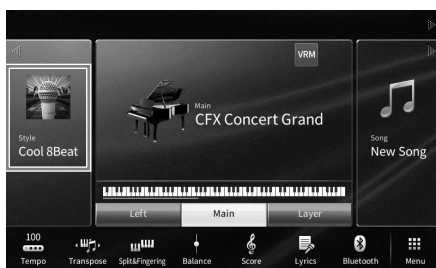 VRM
Main
CFX Concert Grand
Style
Cool 8Beat
Song
New Song
Left
Main
Layer
100
Tempo
Transpose
Split&Fingering
Balance
Score
Lyrics
Bluetooth
Menu